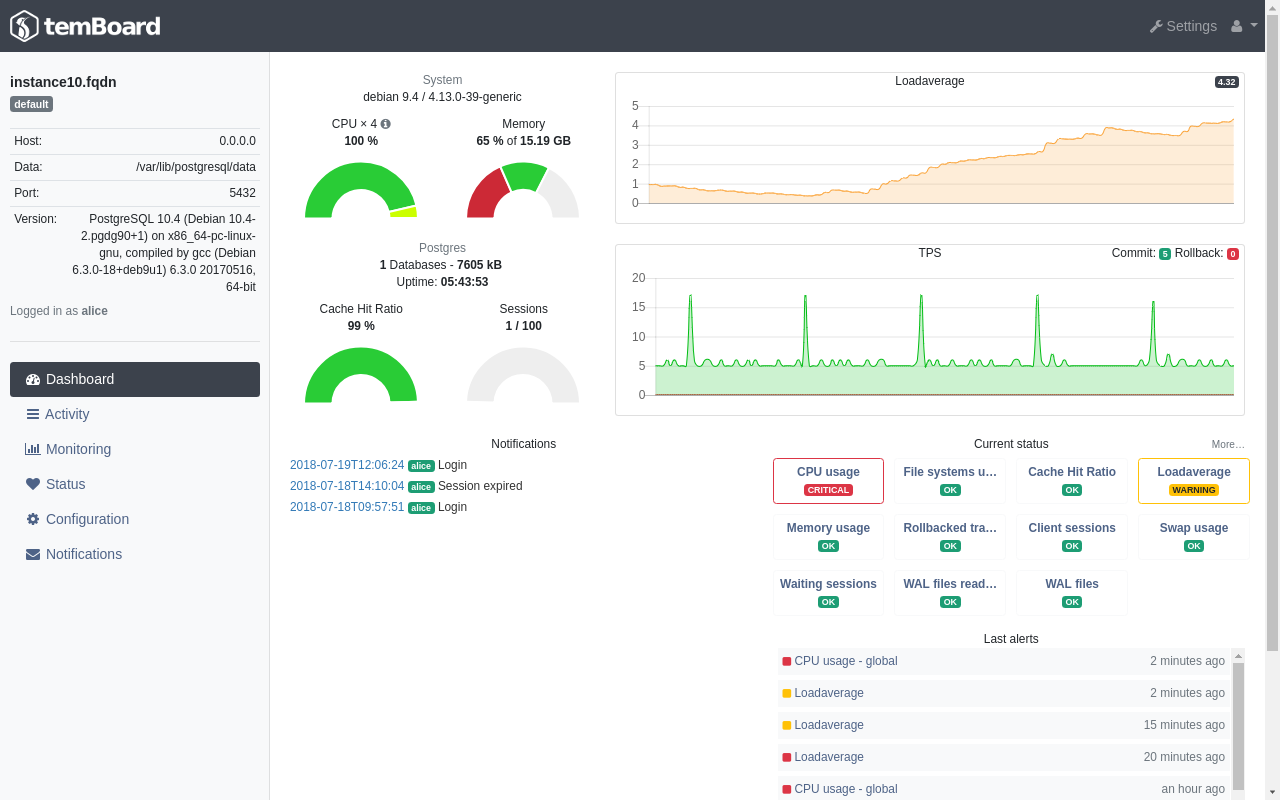 temBoard
Settings
instance10.fqdn
default
Host: 0.0.0.0
Data: /var/lib/postgresql/data
Port: 5432
Version: PostgreSQL 10.4 (Debian 10.4-
2.pgdg90+1) on x86_64-pc-linux-
gnu, compiled by gcc (Debian
6.3.0-18+deb9u1) 6.3.0 20170516,
64-bit
Logged in as alice
Dashboard
Activity
Monitoring
Status
Configuration
Notifications
System
debian 9.4 / 4.13.0-39-generic
CPU × 4
100 %
Memory
65 % of 15.19 GB
Postgres
1 Databases - 7605 kB
Uptime: 05:43:53
Cache Hit Ratio
99 %
Sessions
1 / 100
Loadaverage 4.32
5
4
3
2
1
0
TPS Commit: 5 Rollback: 0
20
15
10
5
0
Notifications
2018-07-19T12:06:24 alice Login
2018-07-18T14:10:04 alice Session expired
2018-07-18T09:57:51 alice Login
Current status More…
CPU usage
CRITICAL
File systems u…
OK
Cache Hit Ratio
OK
Loadaverage
WARNING
Memory usage
OK
Rollbacked tra…
OK
Client sessions
OK
Swap usage
OK
Waiting sessions
OK
WAL files read…
OK
WAL files
OK
Last alerts
CPU usage - global 2 minutes ago
Loadaverage 2 minutes ago
Loadaverage 15 minutes ago
Loadaverage 20 minutes ago
CPU usage - global an hour ago